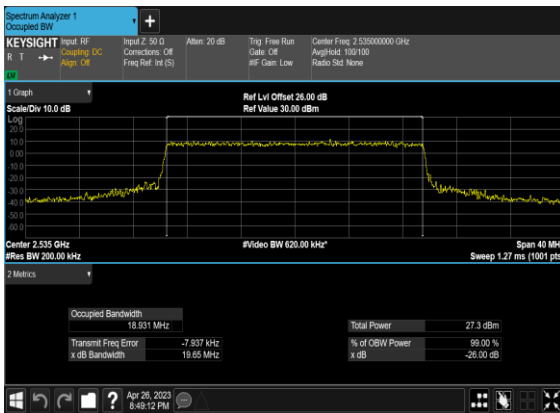 Spectrum Analyzer 1
Occupied BW
KEYSIGHT
R T
LV
Input: RF
Coupling: DC
Align: Off
Input Z: 50 Ω
Corrections: Off
Freq Ref: Int (S)
Atten: 20 dB
Trig: Free Run
Gate: Off
#IF Gain: Low
Center Freq: 2.535000000 GHz
Avg|Hold: 100/100
Radio Std: None
1 Graph
Scale/Div 10.0 dB
Ref Lvl Offset 26.00 dB
Ref Value 30.00 dBm
Log
20.0
10.0
0.00
-10.0
-20.0
-30.0
-40.0
-50.0
-60.0
Center 2.535 GHz
#Res BW 200.00 kHz
#Video BW 620.00 kHz*
Span 40 MH
Sweep 1.27 ms (1001 pts
2 Metrics
Occupied Bandwidth
18.931 MHz
Transmit Freq Error -7.937 kHz
x dB Bandwidth 19.65 MHz
Total Power 27.3 dBm
% of OBW Power 99.00 %
x dB -26.00 dB
Apr 26, 2023
8:49:12 PM